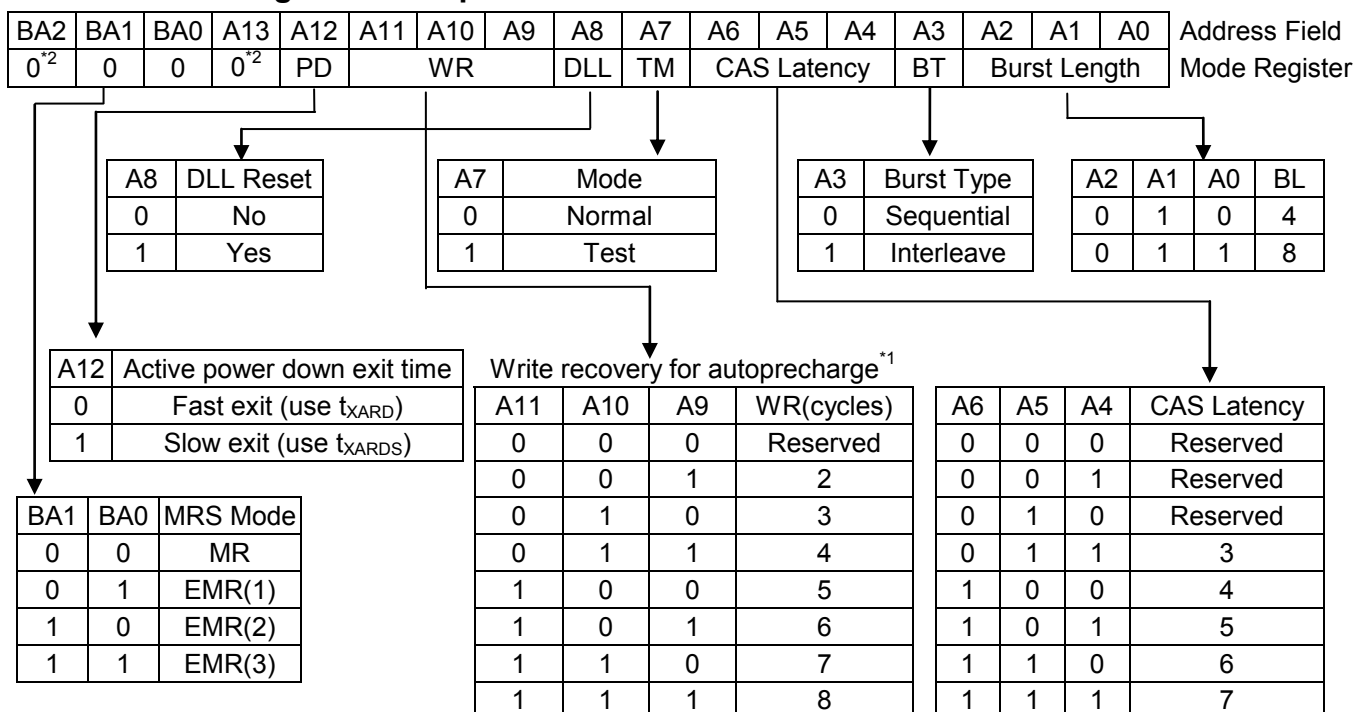 BA2 BA1 BA0 A13 A12 A11 A10 A9 A8 A7 A6 A5 A4 A3 A2 A1 A0 Address Field
0*2 0 0 0*2 PD WR DLL TM CAS Latency BT Burst Length Mode Register
A8 DLL Reset
0 No
1 Yes
A7 Mode
0 Normal
1 Test
A3 Burst Type
0 Sequential
1 Interleave
A2 A1 A0 BL
0 1 0 4
0 1 1 8
A12 Active power down exit time
0 Fast exit (use tXARD)
1 Slow exit (use tXARDS)
BA1 BA0 MRS Mode
0 0 MR
0 1 EMR(1)
1 0 EMR(2)
1 1 EMR(3)
Write recovery for autoprecharge*1
A11 A10 A9 WR(cycles)
0 0 0 Reserved
0 0 1 2
0 1 0 3
0 1 1 4
1 0 0 5
1 0 1 6
1 1 0 7
1 1 1 8
A6 A5 A4 CAS Latency
0 0 0 Reserved
0 0 1 Reserved
0 1 0 Reserved
0 1 1 3
1 0 0 4
1 0 1 5
1 1 0 6
1 1 1 7